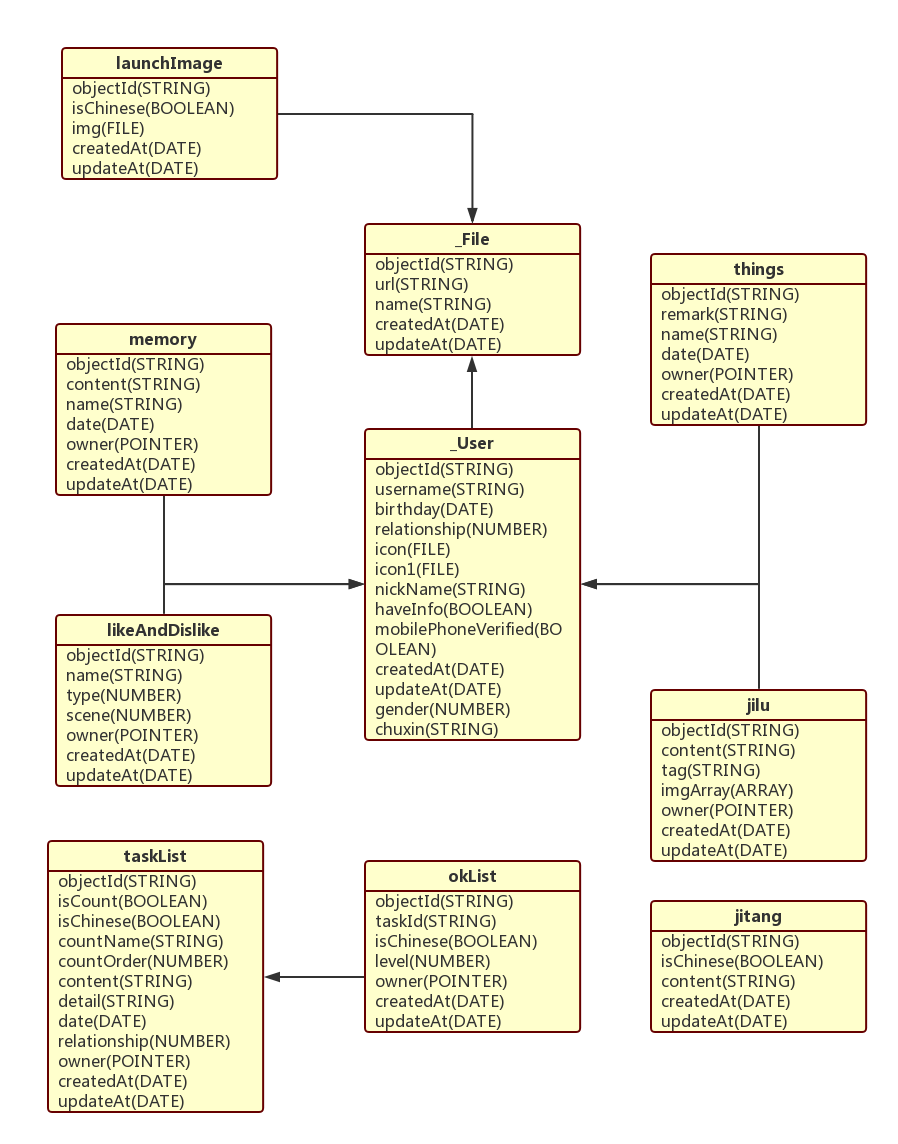 launchImage
objectId(STRING)
isChinese(BOOLEAN)
img(FILE)
createdAt(DATE)
updateAt(DATE)
_File
objectId(STRING)
url(STRING)
name(STRING)
createdAt(DATE)
updateAt(DATE)
things
objectId(STRING)
remark(STRING)
name(STRING)
date(DATE)
owner(POINTER)
createdAt(DATE)
updateAt(DATE)
memory
objectId(STRING)
content(STRING)
name(STRING)
date(DATE)
owner(POINTER)
createdAt(DATE)
updateAt(DATE)
_User
objectId(STRING)
username(STRING)
birthday(DATE)
relationship(NUMBER)
icon(FILE)
icon1(FILE)
nickName(STRING)
haveInfo(BOOLEAN)
mobilePhoneVerified(BO
OLEAN)
createdAt(DATE)
updateAt(DATE)
gender(NUMBER)
chuxin(STRING)
likeAndDislike
objectId(STRING)
name(STRING)
type(NUMBER)
scene(NUMBER)
owner(POINTER)
createdAt(DATE)
updateAt(DATE)
jilu
objectId(STRING)
content(STRING)
tag(STRING)
imgArray(ARRAY)
owner(POINTER)
createdAt(DATE)
updateAt(DATE)
taskList
objectId(STRING)
isCount(BOOLEAN)
isChinese(BOOLEAN)
countName(STRING)
countOrder(NUMBER)
content(STRING)
detail(STRING)
date(DATE)
relationship(NUMBER)
owner(POINTER)
createdAt(DATE)
updateAt(DATE)
okList
objectId(STRING)
taskId(STRING)
isChinese(BOOLEAN)
level(NUMBER)
owner(POINTER)
createdAt(DATE)
updateAt(DATE)
jitang
objectId(STRING)
isChinese(BOOLEAN)
content(STRING)
createdAt(DATE)
updateAt(DATE)